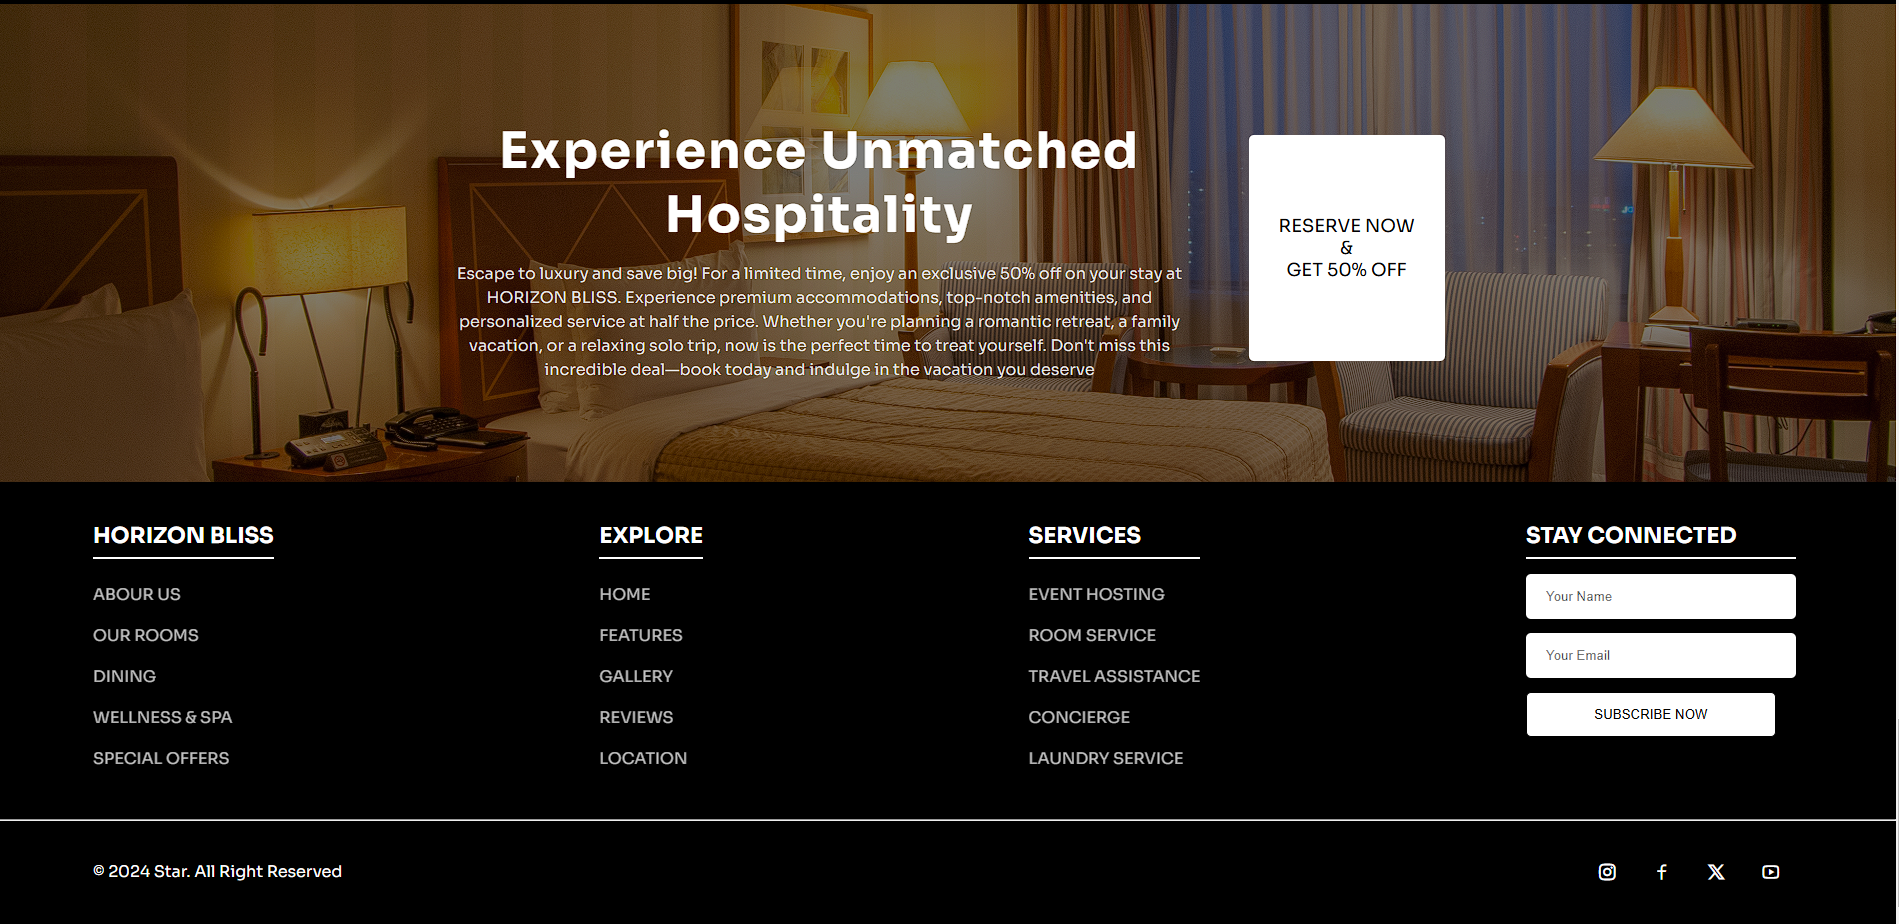 Experience Unmatched
Hospitality
Escape to luxury and save big! For a limited time, enjoy an exclusive 50% off on your stay at
HORIZON BLISS. Experience premium accommodations, top-notch amenities, and
personalized service at half the price. Whether you're planning a romantic retreat, a family
vacation, or a relaxing solo trip, now is the perfect time to treat yourself. Don't miss this
incredible deal—book today and indulge in the vacation you deserve
RESERVE NOW
&
GET 50% OFF
HORIZON BLISS
ABOUR US
OUR ROOMS
DINING
WELLNESS & SPA
SPECIAL OFFERS
EXPLORE
HOME
FEATURES
GALLERY
REVIEWS
LOCATION
SERVICES
EVENT HOSTING
ROOM SERVICE
TRAVEL ASSISTANCE
CONCIERGE
LAUNDRY SERVICE
STAY CONNECTED
Your Name
Your Email
SUBSCRIBE NOW
© 2024 Star. All Right Reserved